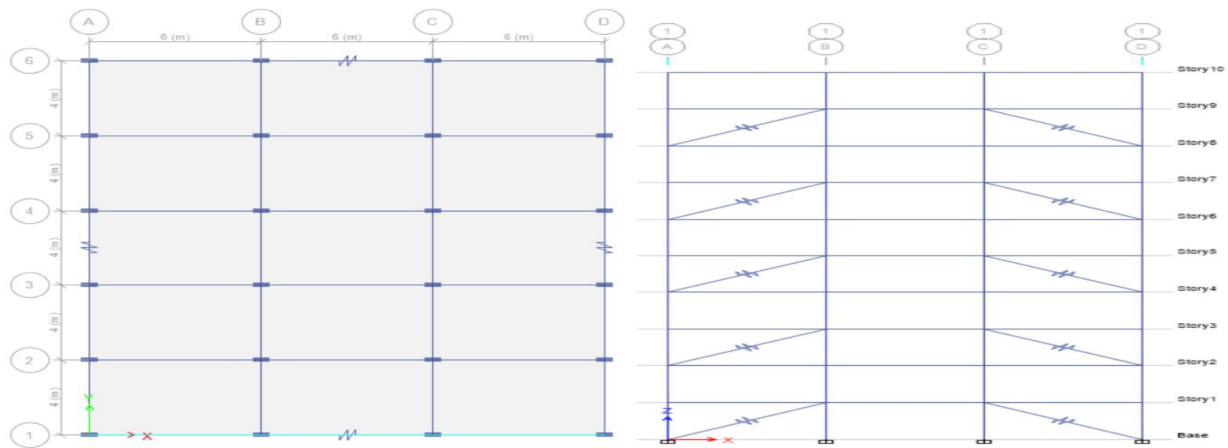 A B C D
6 (m) 6 (m) 6 (m)
6
4 (m)
5
4 (m)
4
4 (m)
3
4 (m)
2
4 (m)
1
Y
X
1 1 1 1
A B C D
Story10
Story9
Story8
Story7
Story6
Story5
Story4
Story3
Story2
Story1
Base
Z
X